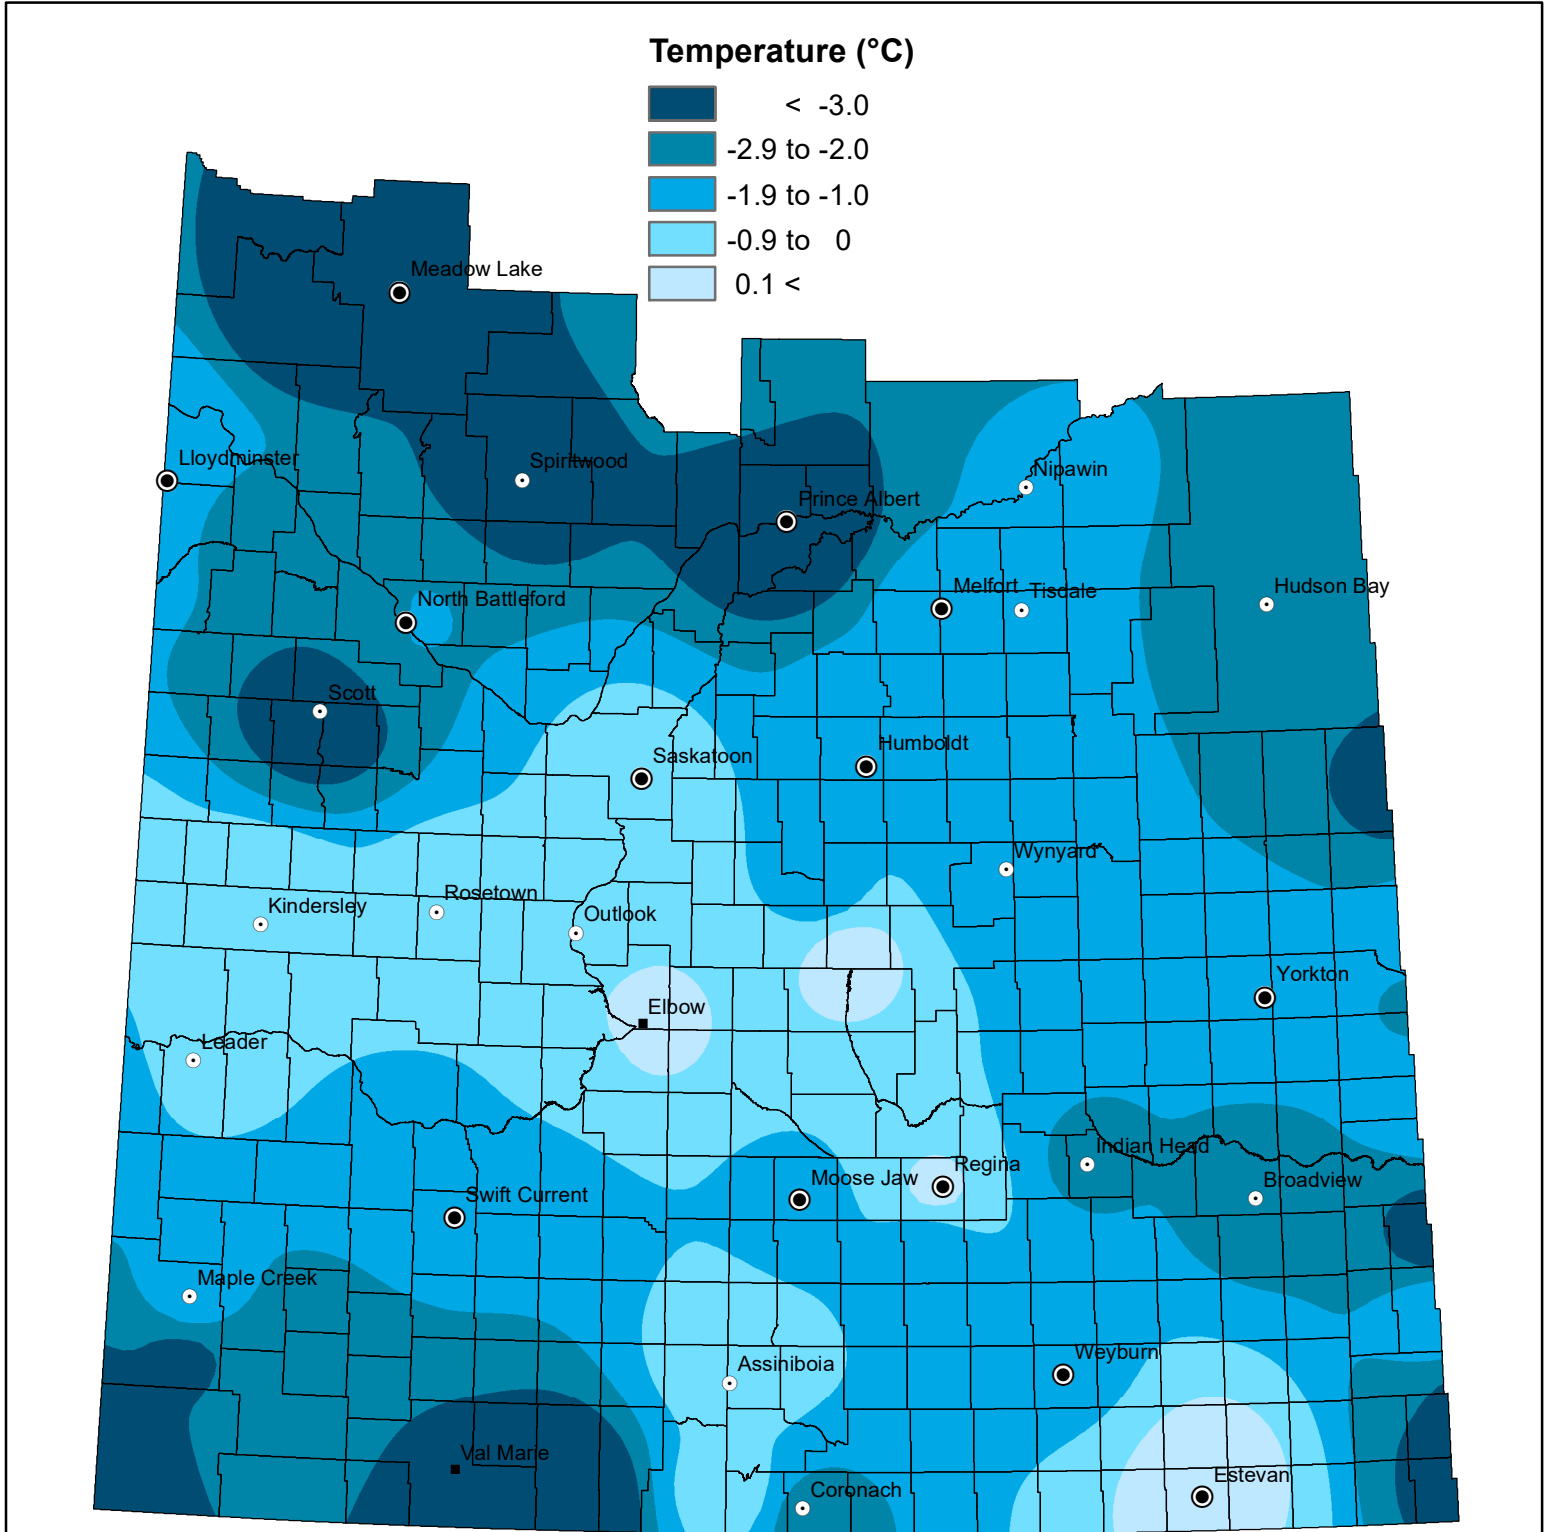 Temperature (°C)
< -3.0
-2.9 to -2.0
-1.9 to -1.0
-0.9 to 0
0.1 <
Meadow Lake
Lloydminster
Spiritwood
Nipawin
Prince Albert
Melfort
Tisdale
Hudson Bay
North Battleford
Scott
Saskatoon
Humboldt
Wynyard
Rosetown
Kindersley
Outlook
Yorkton
Elbow
Leader
Indian Head
Regina
Moose Jaw
Broadview
Swift Current
Maple Creek
Weyburn
Assiniboia
Val Marie
Estevan
Coronach